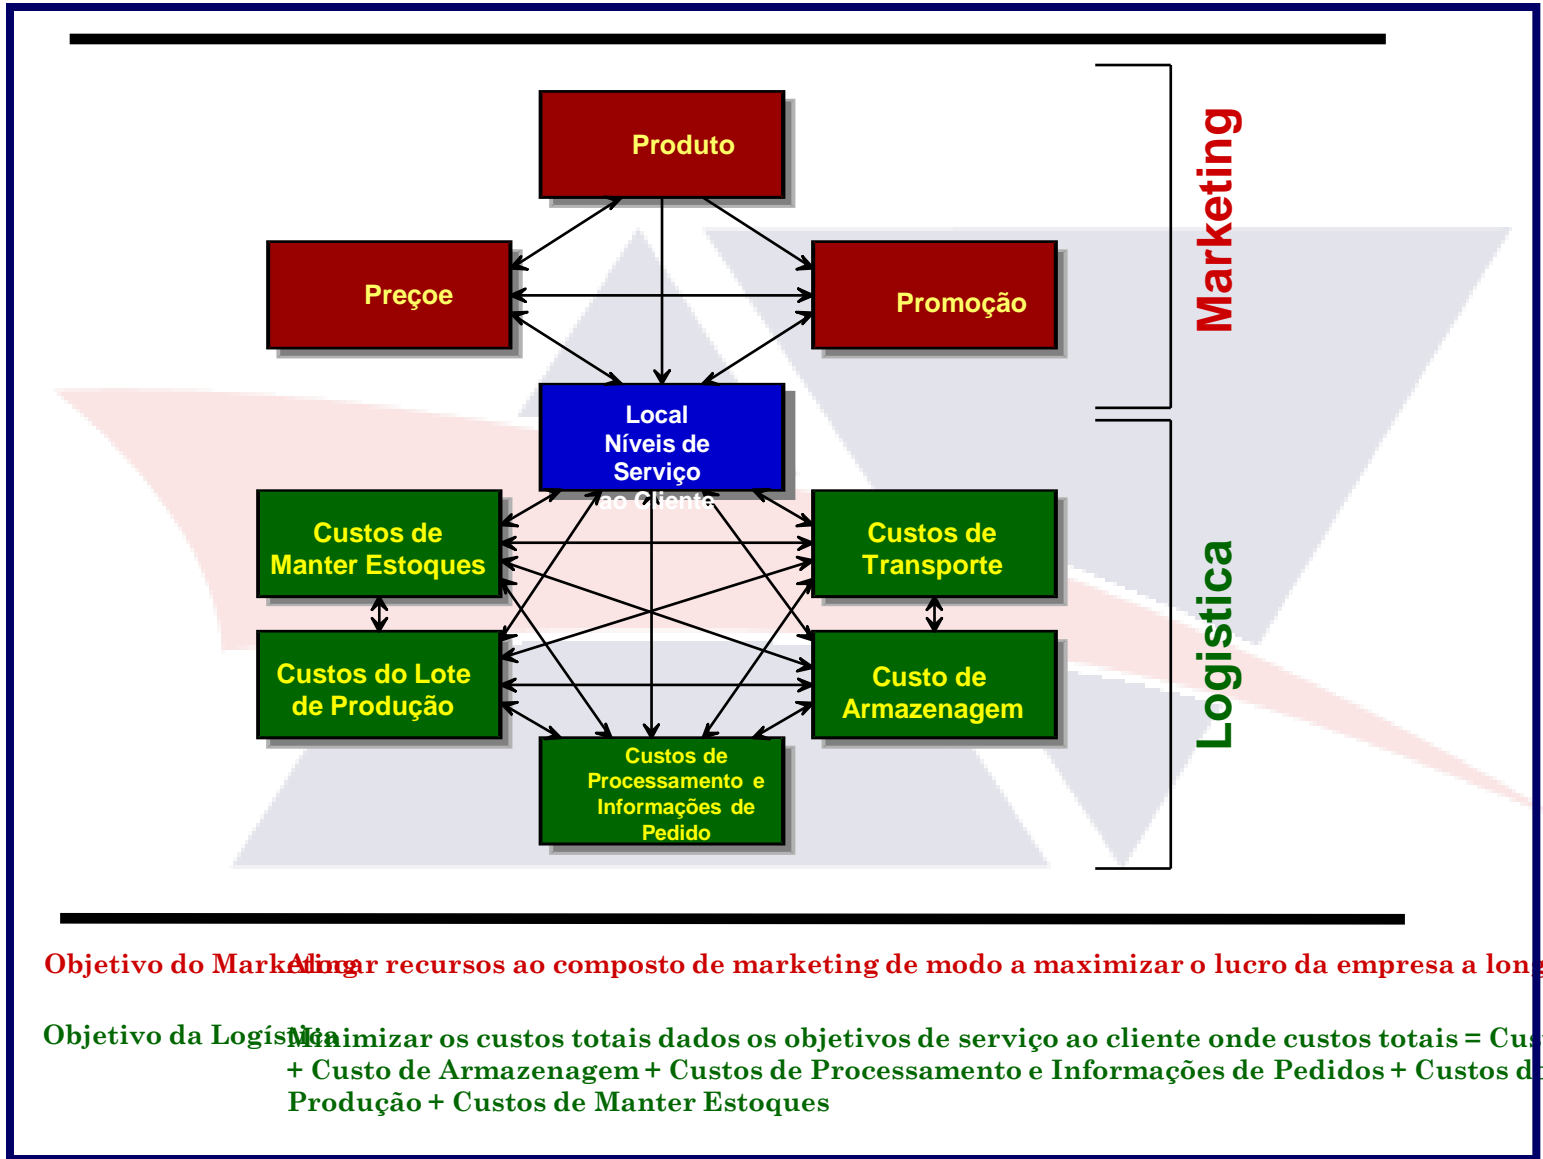 Produto
Marketing
Preçoe
Promoção
Local
Níveis de
Serviço
ao Cliente
Custos de
Manter Estoques
Custos de
Transporte
Logistica
Custos do Lote
de Produção
Custo de
Armazenagem
Custos de
Processamento e
Informações de
Pedido
Objetivo do Marketing
Alocar recursos ao composto de marketing de modo a maximizar o lucro da empresa a
Objetivo da Logística
Minimizar os custos totais dados os objetivos de serviço ao cliente onde custos totais =
+ Custo de Armazenagem + Custos de Processamento e Informações de Pedidos + Custos
Produção + Custos de Manter Estoques